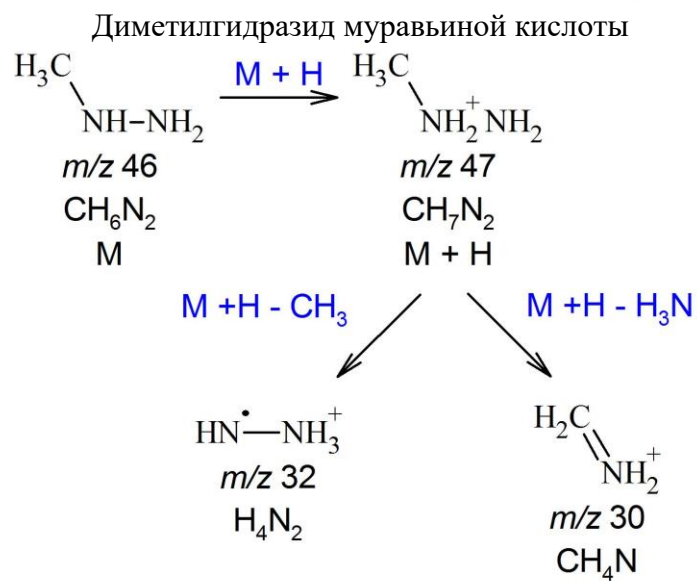 Диметилгидразид муравьиной кислоты
H₃C M + H H₃C
NH–NH₂ NH₂⁺ NH₂
m/z 46 m/z 47
CH₆N₂ CH₇N₂
M M + H
M +H - CH₃ M +H - H₃N
HN•—NH₃⁺ H₂C
NH₂⁺
m/z 32 m/z 30
H₄N₂ CH₄N